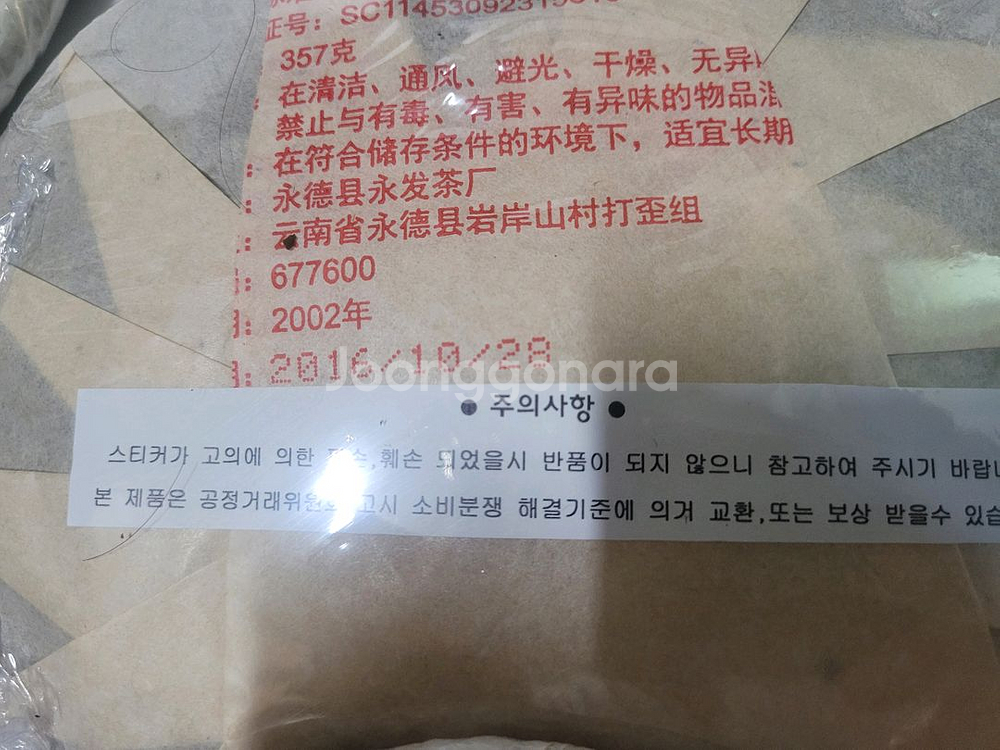 证号: SC11453092319
357克
: 在清洁、通风、避光、干燥、无异
禁止与有毒、有害、有异味的物品混
: 在符合储存条件的环境下，适宜长期
: 永德县永发茶厂
: 云南省永德县岩岸山村打歪组
: 677600
: 2002年
: 2016/10/28
Joonggonara
● 주의사항 ●
스티커가 고의에 의한 파손,훼손 되었을시 반품이 되지 않으니 참고하여 주시기 바랍니
본 제품은 공정거래위원회 고시 소비분쟁 해결기준에 의거 교환,또는 보상 받을수 있습